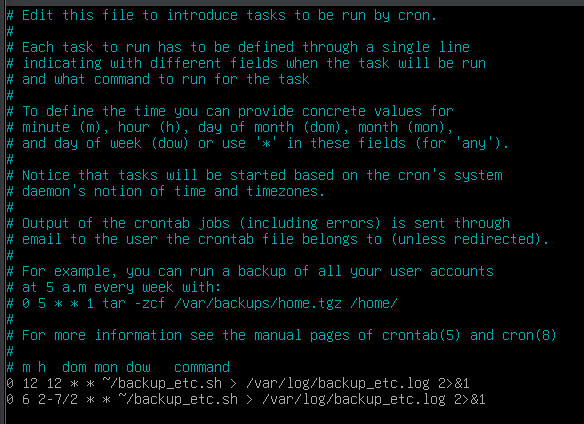 # Edit this file to introduce tasks to be run by cron.
#
# Each task to run has to be defined through a single line
# indicating with different fields when the task will be run
# and what command to run for the task
#
# To define the time you can provide concrete values for
# minute (m), hour (h), day of month (dom), month (mon),
# and day of week (dow) or use '*' in these fields (for 'any').
#
# Notice that tasks will be started based on the cron's system
# daemon's notion of time and timezones.
#
# Output of the crontab jobs (including errors) is sent through
# email to the user the crontab file belongs to (unless redirected).
#
# For example, you can run a backup of all your user accounts
# at 5 a.m every week with:
# 0 5 * * 1 tar -zcf /var/backups/home.tgz /home/
#
# For more information see the manual pages of crontab(5) and cron(8)
#
# m h  dom mon dow   command
0 12 12 * * ~/backup_etc.sh > /var/log/backup_etc.log 2>&1
0 6 2-7/2 * * ~/backup_etc.sh > /var/log/backup_etc.log 2>&1